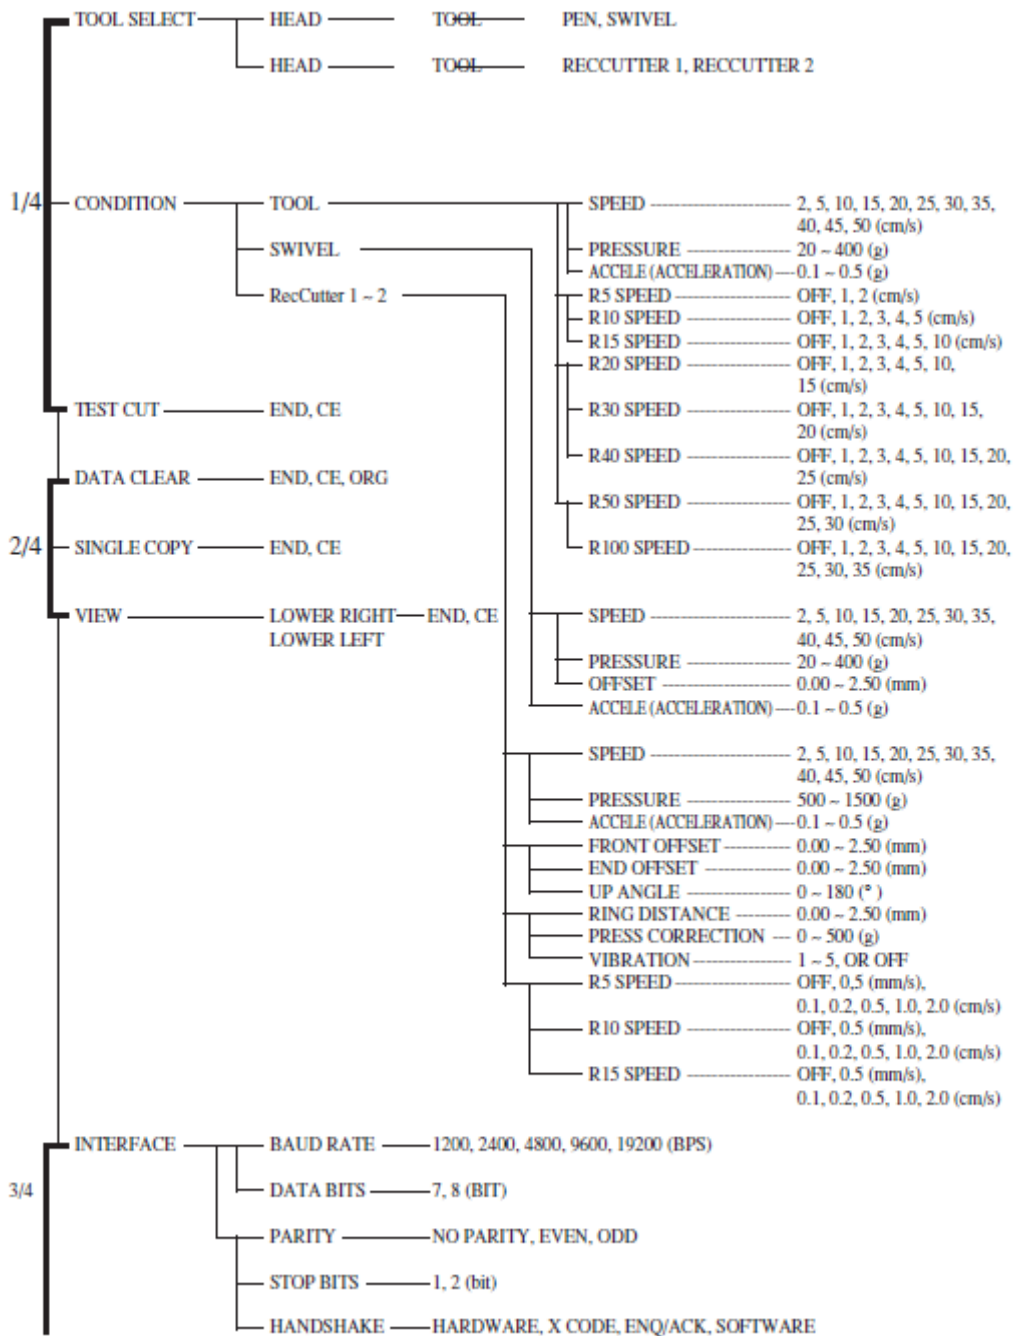 TOOL SELECT HEAD TOOL PEN, SWIVEL
HEAD TOOL RECCUTTER 1, RECCUTTER 2
1/4 CONDITION TOOL SPEED 2, 5, 10, 15, 20, 25, 30, 35,
40, 45, 50 (cm/s)
SWIVEL PRESSURE 20 ~ 400 (g)
ACCELE (ACCELERATION) 0.1 ~ 0.5 (g)
RecCutter 1 ~ 2 R5 SPEED OFF, 1, 2 (cm/s)
R10 SPEED OFF, 1, 2, 3, 4, 5 (cm/s)
R15 SPEED OFF, 1, 2, 3, 4, 5, 10 (cm/s)
R20 SPEED OFF, 1, 2, 3, 4, 5, 10,
15 (cm/s)
TEST CUT END, CE R30 SPEED OFF, 1, 2, 3, 4, 5, 10, 15,
20 (cm/s)
R40 SPEED OFF, 1, 2, 3, 4, 5, 10, 15, 20,
DATA CLEAR END, CE, ORG 25 (cm/s)
R50 SPEED OFF, 1, 2, 3, 4, 5, 10, 15, 20,
25, 30 (cm/s)
2/4 SINGLE COPY END, CE R100 SPEED OFF, 1, 2, 3, 4, 5, 10, 15, 20,
25, 30, 35 (cm/s)
VIEW LOWER RIGHT END, CE SPEED 2, 5, 10, 15, 20, 25, 30, 35,
LOWER LEFT 40, 45, 50 (cm/s)
PRESSURE 20 ~ 400 (g)
OFFSET 0.00 ~ 2.50 (mm)
ACCELE (ACCELERATION) 0.1 ~ 0.5 (g)
SPEED 2, 5, 10, 15, 20, 25, 30, 35,
40, 45, 50 (cm/s)
PRESSURE 500 ~ 1500 (g)
ACCELE (ACCELERATION) 0.1 ~ 0.5 (g)
FRONT OFFSET 0.00 ~ 2.50 (mm)
END OFFSET 0.00 ~ 2.50 (mm)
UP ANGLE 0 ~ 180 (° )
RING DISTANCE 0.00 ~ 2.50 (mm)
PRESS CORRECTION 0 ~ 500 (g)
VIBRATION 1 ~ 5, OR OFF
R5 SPEED OFF, 0,5 (mm/s),
0.1, 0.2, 0.5, 1.0, 2.0 (cm/s)
R10 SPEED OFF, 0.5 (mm/s),
0.1, 0.2, 0.5, 1.0, 2.0 (cm/s)
R15 SPEED OFF, 0.5 (mm/s),
0.1, 0.2, 0.5, 1.0, 2.0 (cm/s)
INTERFACE BAUD RATE 1200, 2400, 4800, 9600, 19200 (BPS)
3/4 DATA BITS 7, 8 (BIT)
PARITY NO PARITY, EVEN, ODD
STOP BITS 1, 2 (bit)
HANDSHAKE HARDWARE, X CODE, ENQ/ACK, SOFTWARE